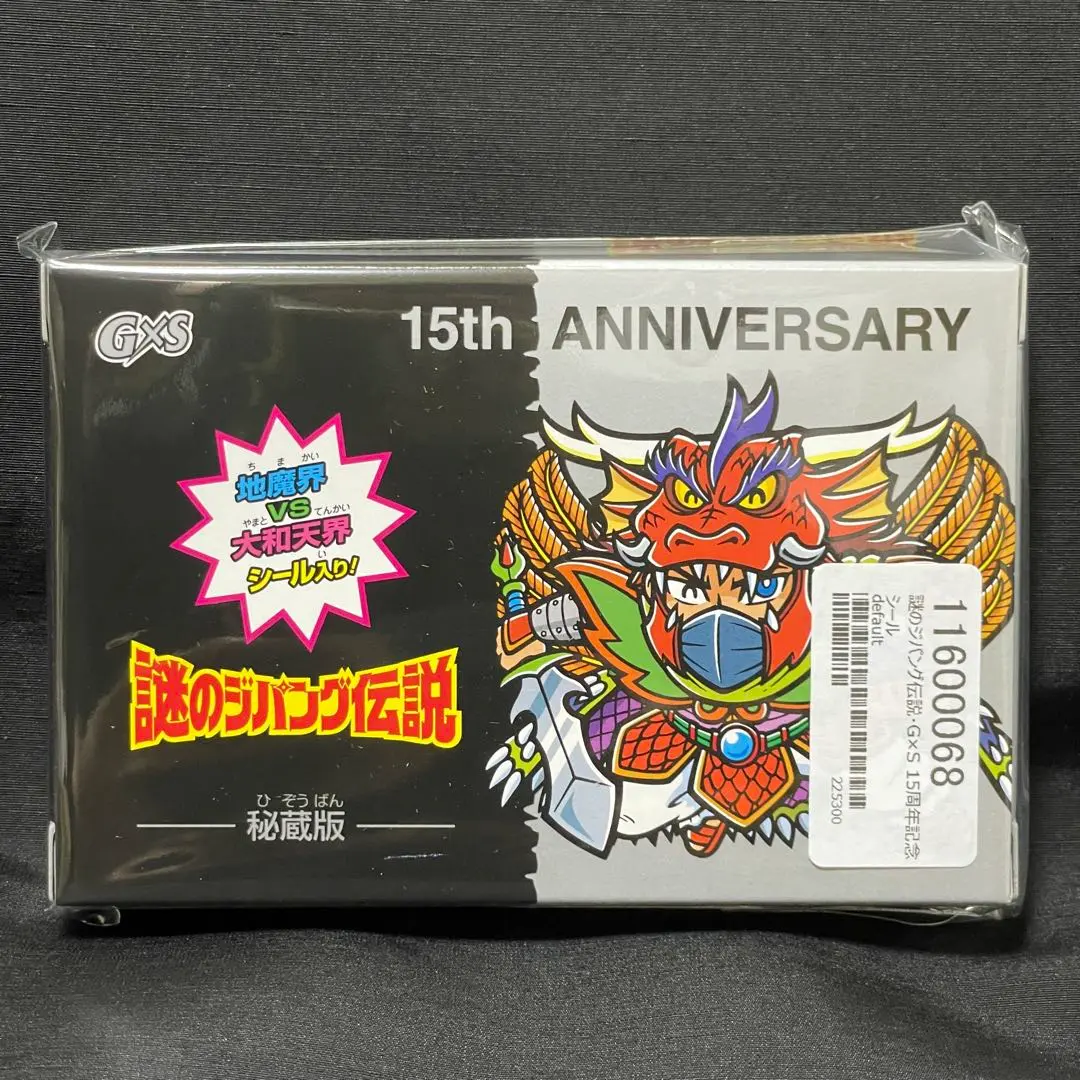 G×S
15th ANNIVERSARY
ちまかい
地魔界
VS
やまと てんかい
大和天界
い
シール入り!
謎のジパング伝説
ひぞうばん
秘蔵版
11600068
謎のジパング伝説・G×S 15周年記念
シール
default
225300